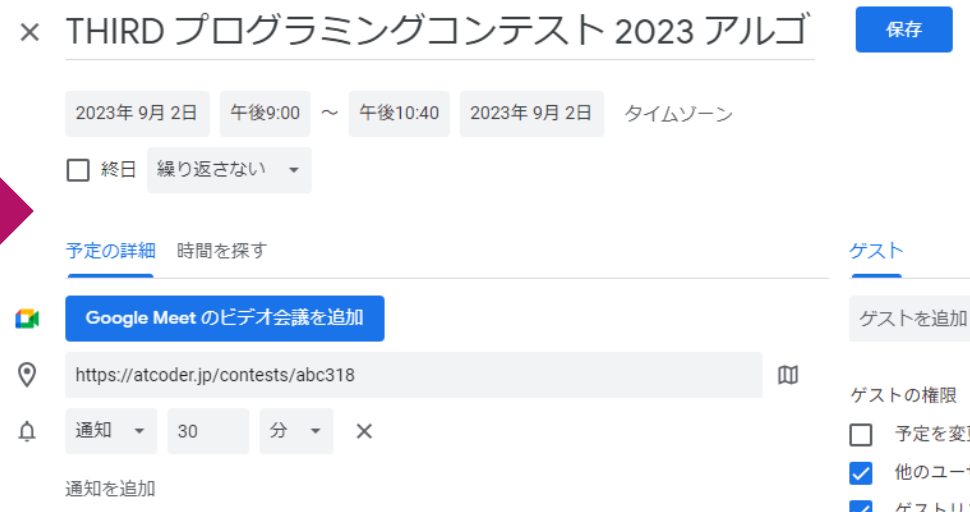 THIRD プログラミングコンテスト 2023 アルゴ
保存
2023年 9月 2日 午後9:00 ～ 午後10:40 2023年 9月 2日 タイムゾーン
終日 繰り返さない
予定の詳細 時間を探す
ゲスト
Google Meet のビデオ会議を追加
ゲストを追加
https://atcoder.jp/contests/abc318
ゲストの権限
通知 30 分
予定を変
他のユー
通知を追加
ゲストリ